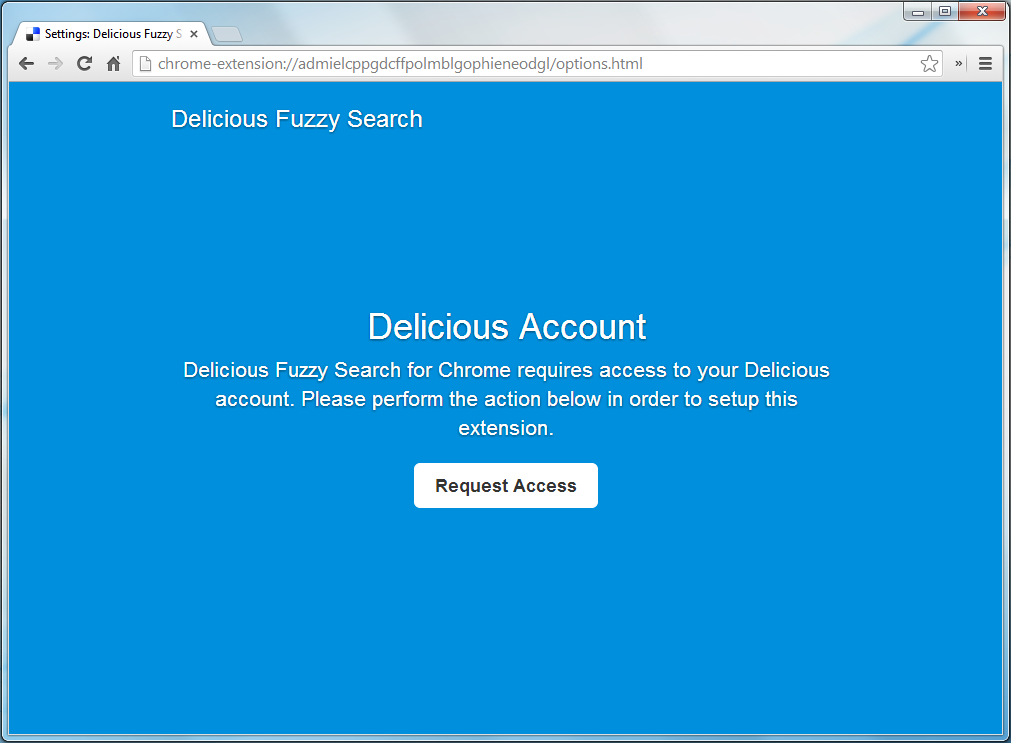 Settings: Delicious Fuzzy S
chrome-extension://admielcppgdcffpolmblgophieneodgl/options.html
Delicious Fuzzy Search
Delicious Account
Delicious Fuzzy Search for Chrome requires access to your Delicious
account. Please perform the action below in order to setup this
extension.
Request Access